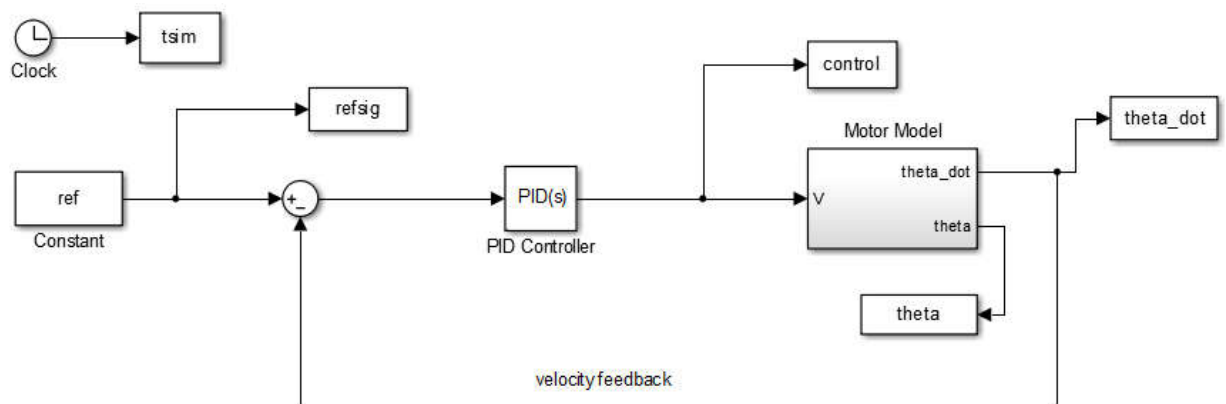 tsim
Clock
control
refsig
theta_dot
Motor Model
ref
Constant
+
_
PID(s)
PID Controller
V
theta_dot
theta
theta
velocity feedback